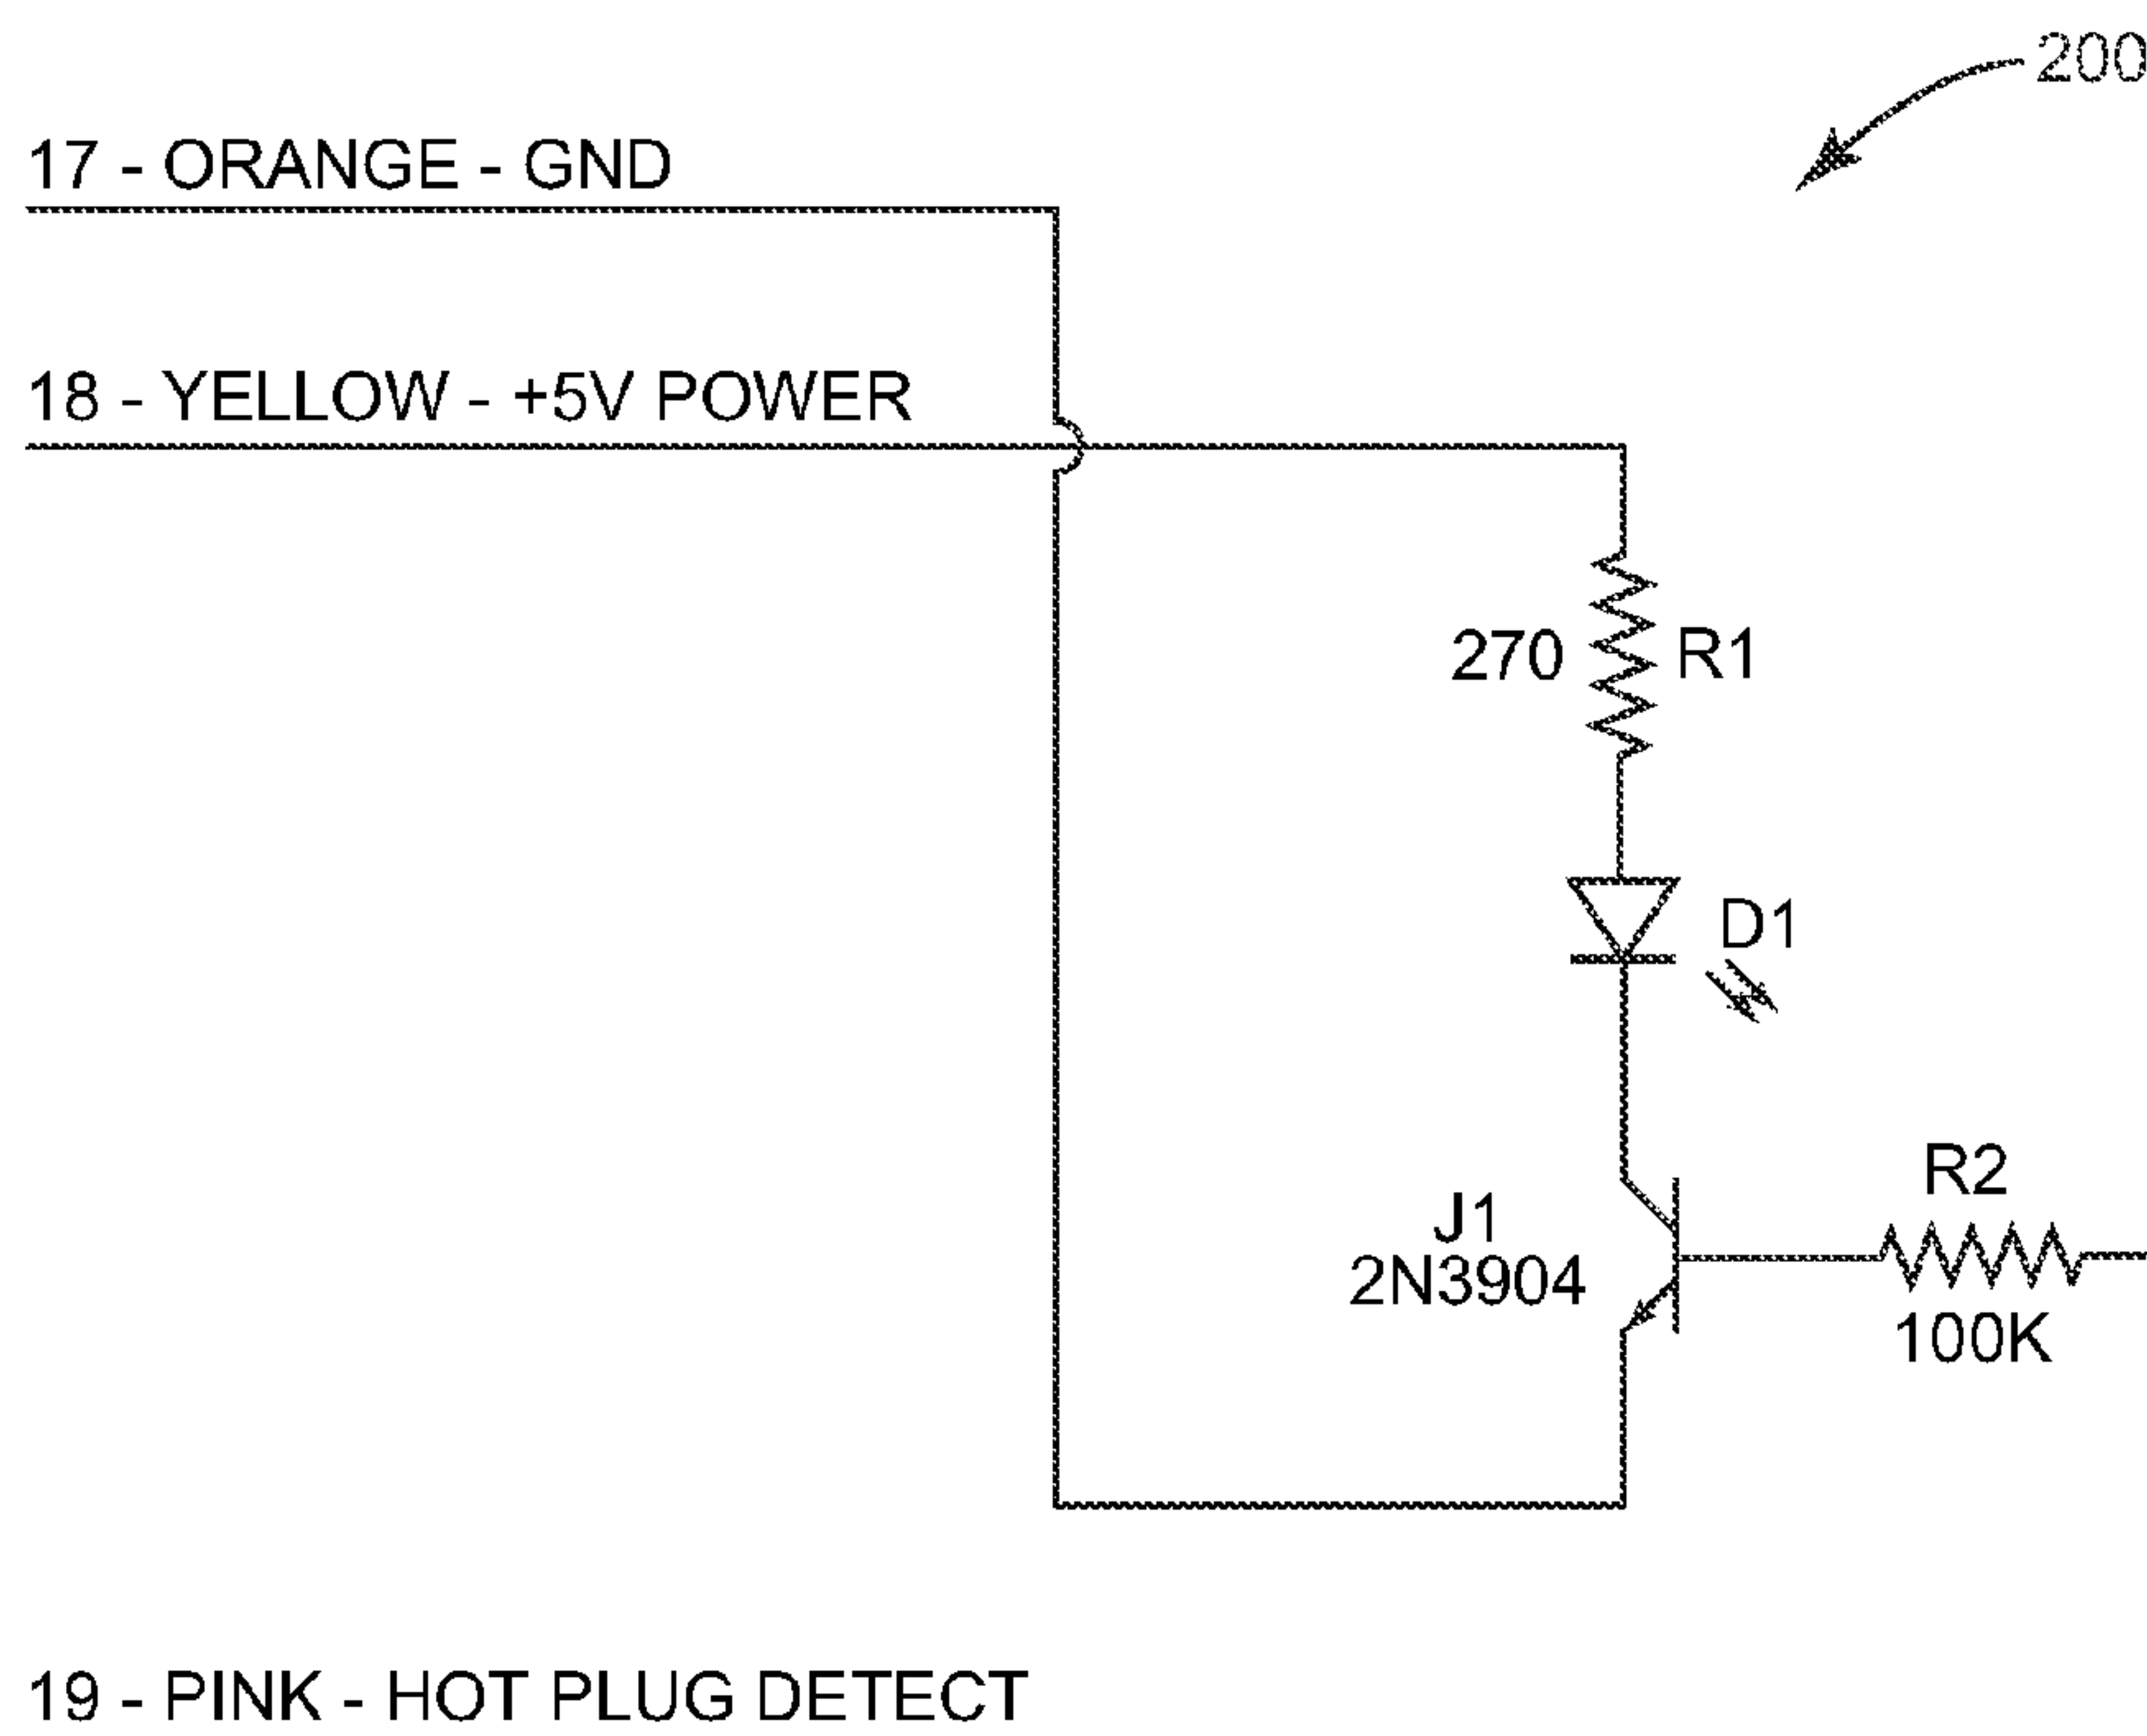 200
17 - ORANGE - GND
18 - YELLOW - +5V POWER
270 R1
D1
R2
J1
2N3904
100K
19 - PINK - HOT PLUG DETECT